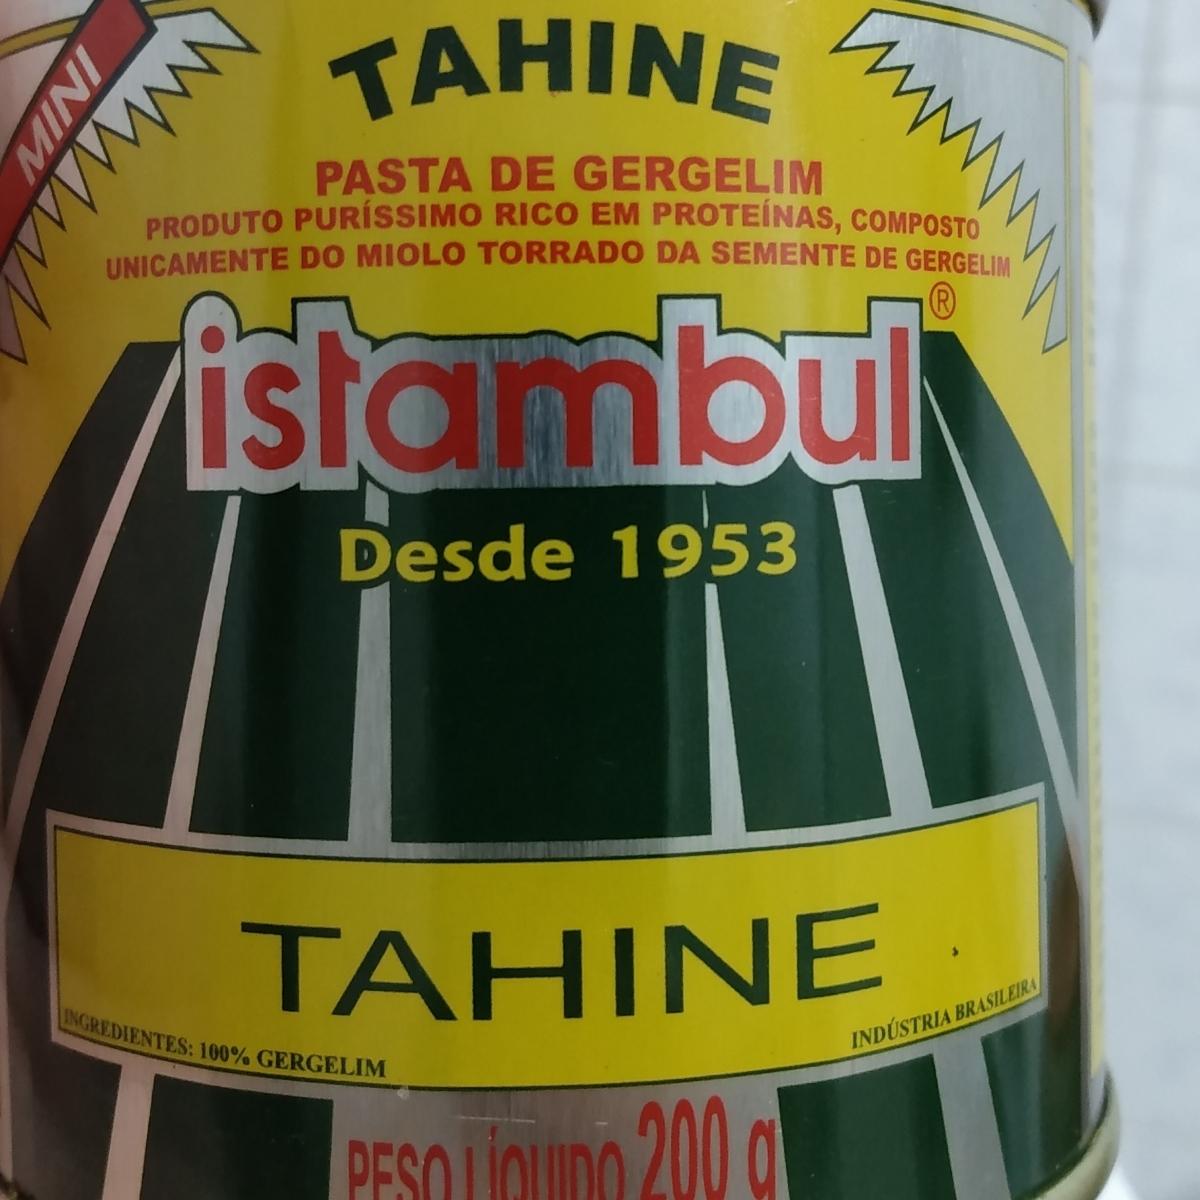 MINI
TAHINE
PASTA DE GERGELIM
PRODUTO PURÍSSIMO RICO EM PROTEÍNAS, COMPOSTO
UNICAMENTE DO MIOLO TORRADO DA SEMENTE DE GERGELIM
istambul®
Desde 1953
TAHINE
INGREDIENTES: 100% GERGELIM
INDÚSTRIA BRASILEIRA
PESO LÍQUIDO 200 g